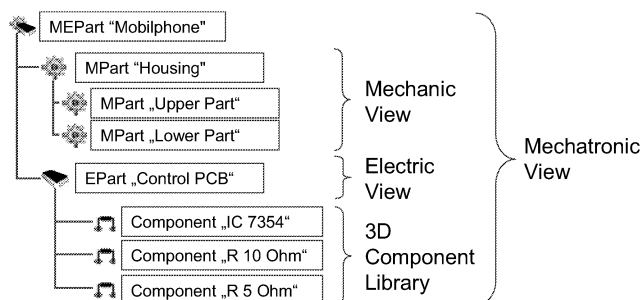 MEPart “Mobilphone"
MPart “Housing"
MPart „Upper Part“
MPart „Lower Part“
EPart „Control PCB“
Component „IC 7354“
Component „R 10 Ohm“
Component „R 5 Ohm“
Mechanic
View
Electric
View
3D
Component
Library
Mechatronic
View